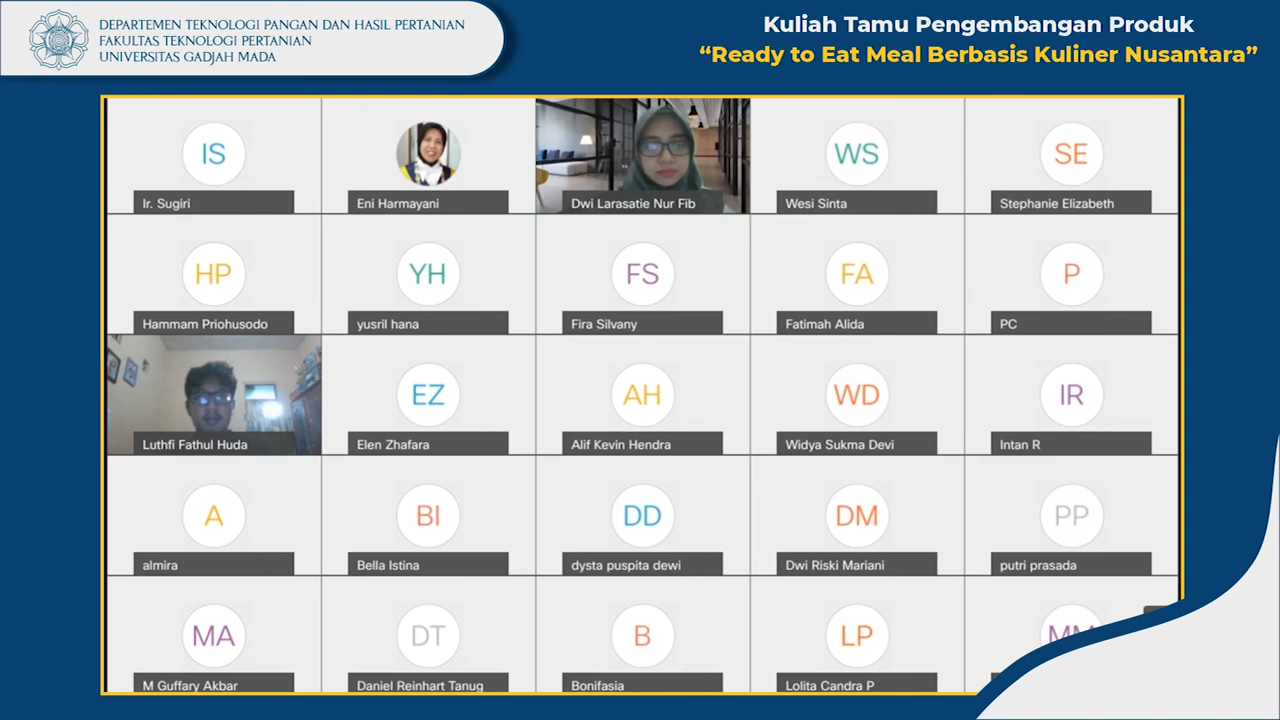 DEPARTEMEN TEKNOLOGI PANGAN DAN HASIL PERTANIAN
FAKULTAS TEKNOLOGI PERTANIAN
UNIVERSITAS GADJAH MADA
Kuliah Tamu Pengembangan Produk
“Ready to Eat Meal Berbasis Kuliner Nusantara”
IS
WS
SE
Ir. Sugiri
Eni Harmayani
Dwi Larasatie Nur Fib
Wesi Sinta
Stephanie Elizabeth
HP
YH
FS
FA
P
Hammam Priohusodo
yusril hana
Fira Silvany
Fatimah Alida
PC
EZ
AH
WD
IR
Luthfi Fathul Huda
Elen Zhafara
Alif Kevin Hendra
Widya Sukma Devi
Intan R
A
BI
DD
DM
PP
almira
Bella Istina
dysta puspita dewi
Dwi Riski Mariani
putri prasada
MA
DT
B
LP
MM
M Guffary Akbar
Daniel Reinhart Tanug
Bonifasia
Lolita Candra P